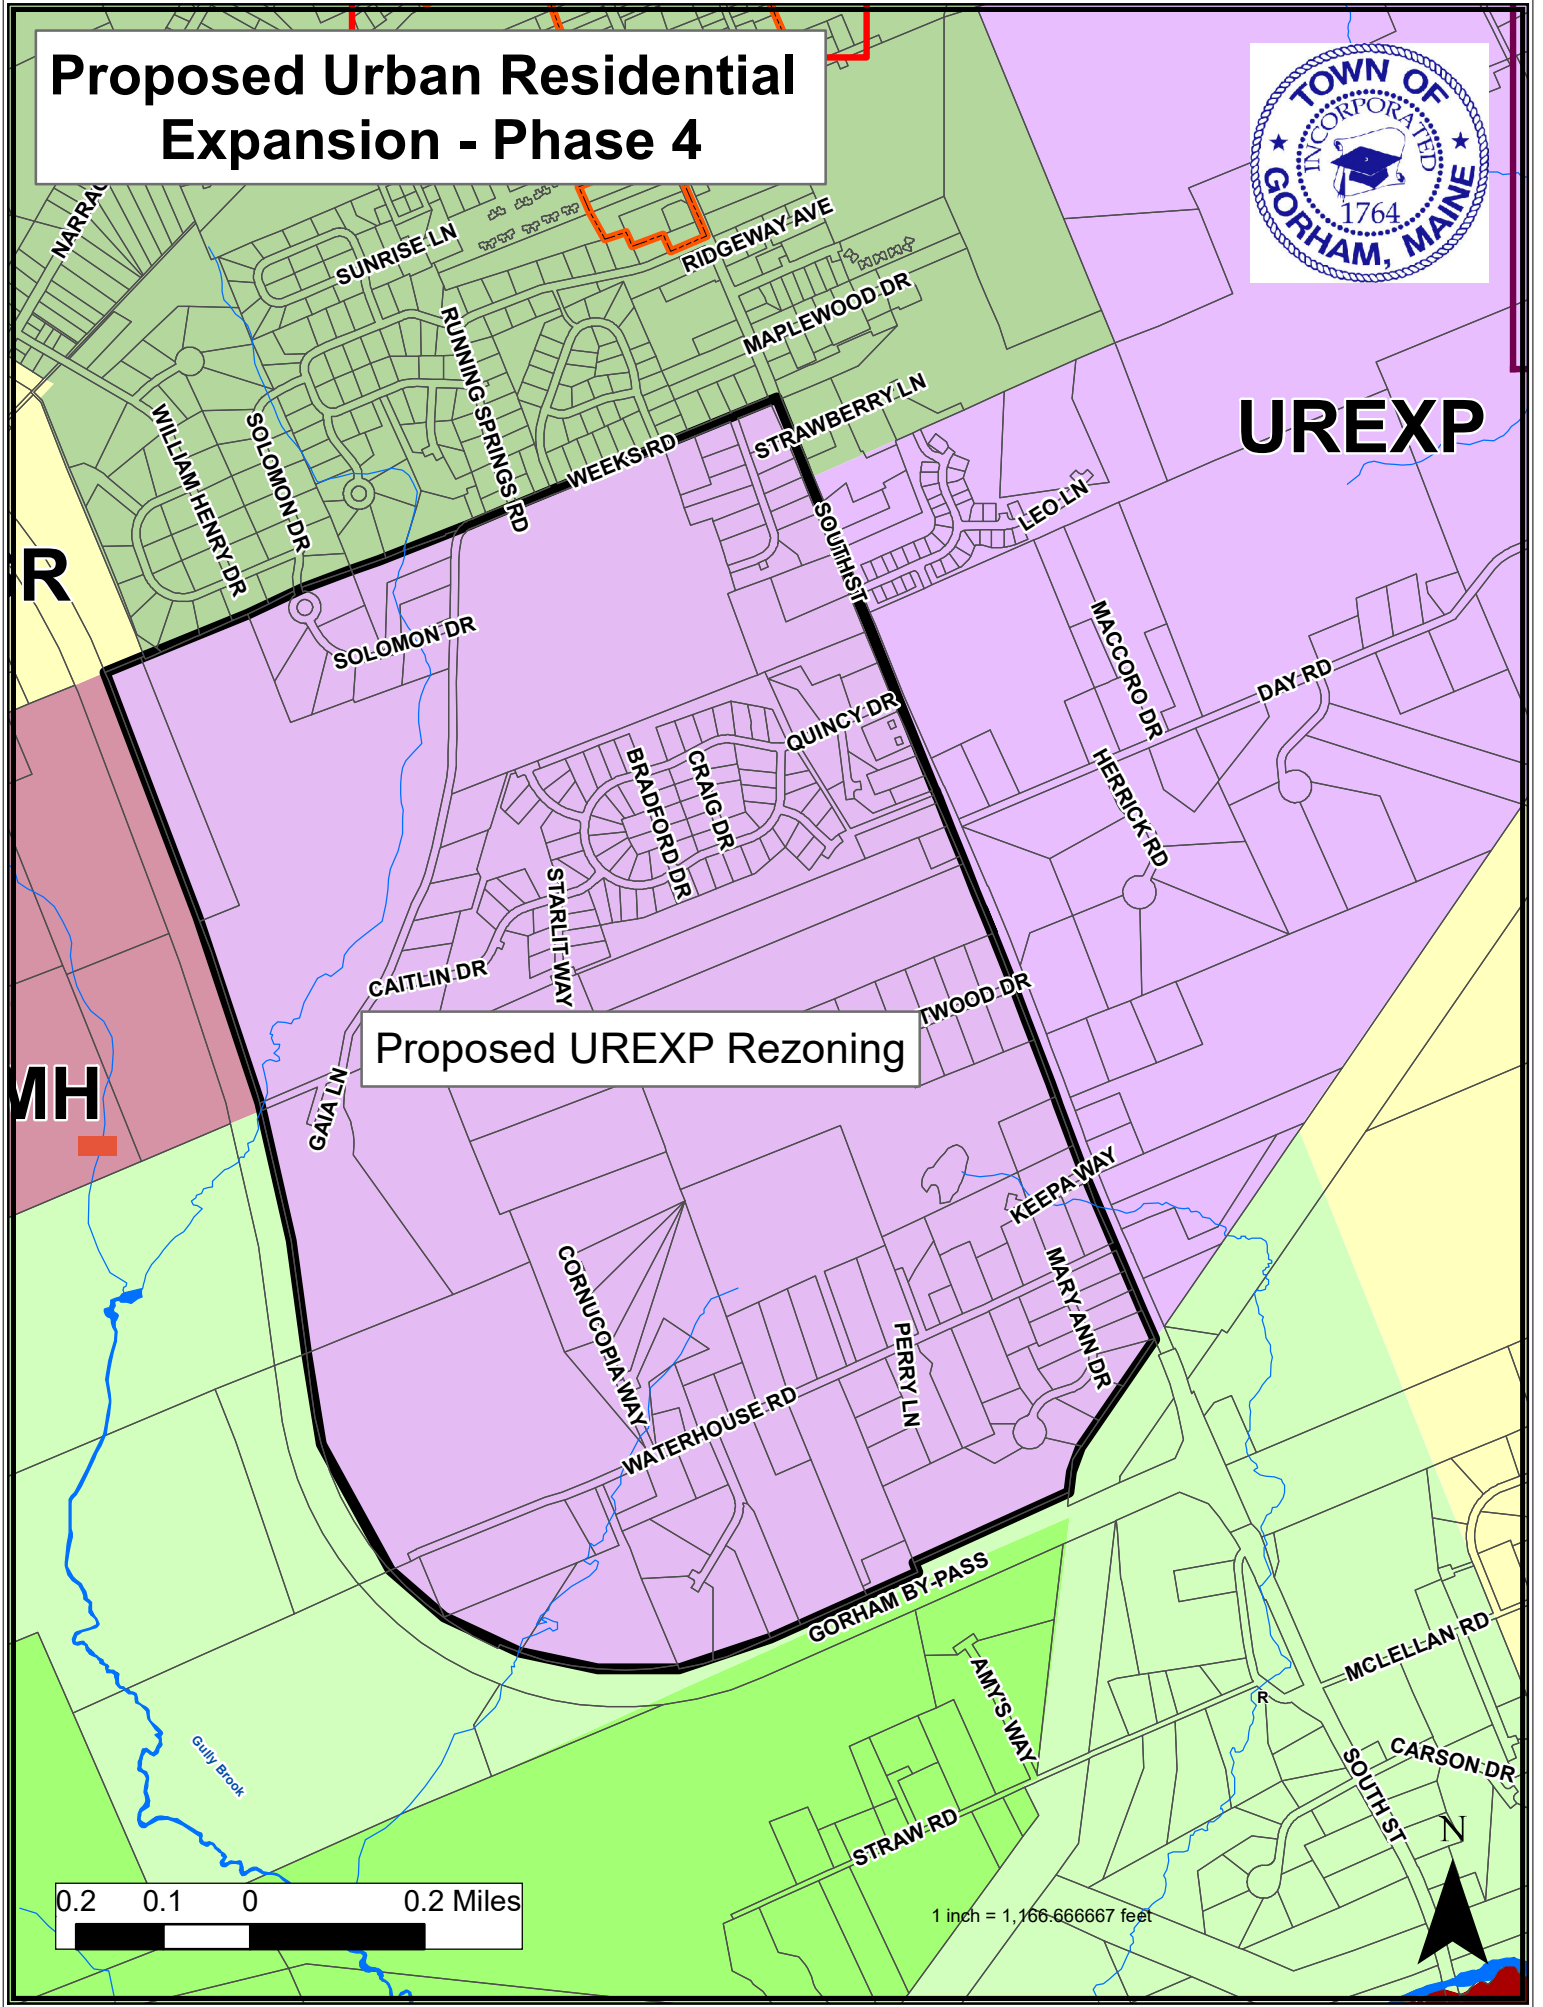 Proposed Urban Residential
Expansion - Phase 4
TOWN OF
GORHAM, MAINE
INCORPORATED
1764
SUNRISE LN
RIDGEWAY AVE
MAPLEWOOD DR
RUNNING SPRINGS RD
STRAWBERRY LN
WEEKS RD
WILLIAM HENRY DR
SOLOMON DR
UREXP
LEO LN
SOUTH ST
R
SOLOMON DR
MACCORO DR
DAY RD
QUINCY DR
HERRICK RD
BRADFORD DR
CRAIG DR
STARLIT WAY
CAITLIN DR
TWOOD DR
Proposed UREXP Rezoning
MH
GAIA LN
KEEPA WAY
CORNUCOPIA WAY
MARY ANN DR
PERRY LN
WATERHOUSE RD
GORHAM BY-PASS
AMY'S WAY
MCLELLAN RD
R
CARSON DR
SOUTH ST
Gully Brook
STRAW RD
N
0.2 0.1 0 0.2 Miles
1 inch = 1,166.666667 feet